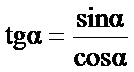 tgα = sinα / cosα